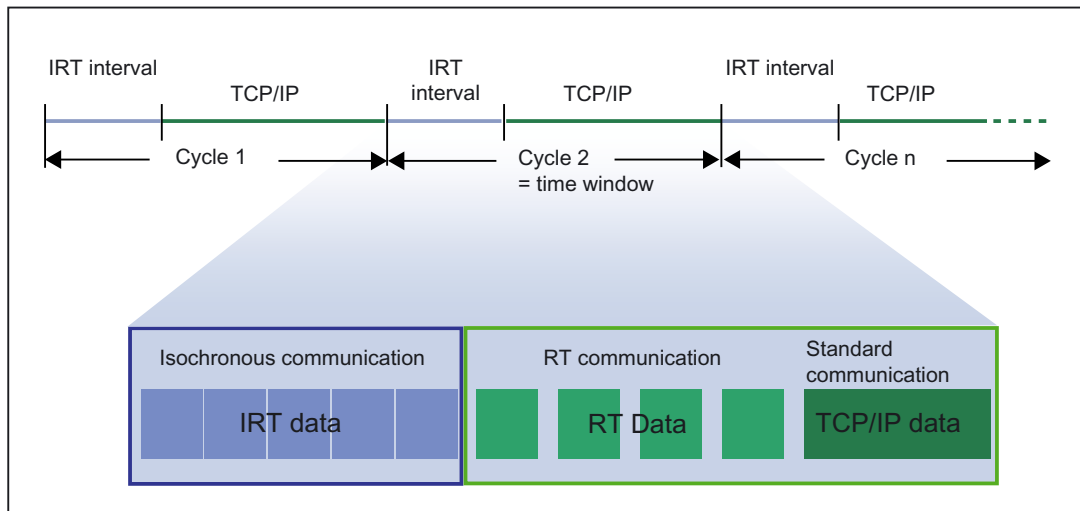 IRT interval
TCP/IP
IRT
interval
TCP/IP
IRT interval
TCP/IP
Cycle 1
Cycle 2
= time window
Cycle n
Isochronous communication
RT communication
Standard
communication
IRT data
RT Data
TCP/IP data